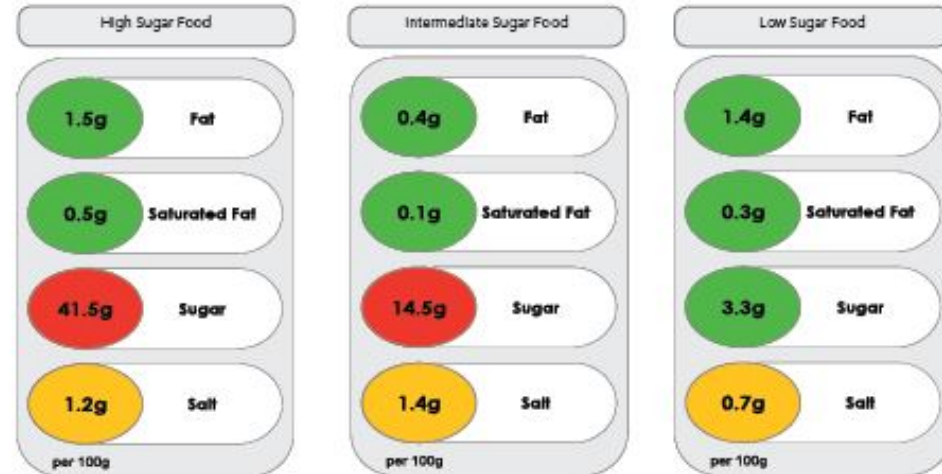 High Sugar Food
1.5g Fat
0.5g Saturated Fat
41.5g Sugar
1.2g Salt
per 100g
Intermediate Sugar Food
0.4g Fat
0.1g Saturated Fat
14.5g Sugar
1.4g Salt
per 100g
Low Sugar Food
1.4g Fat
0.3g Saturated Fat
3.3g Sugar
0.7g Salt
per 100g